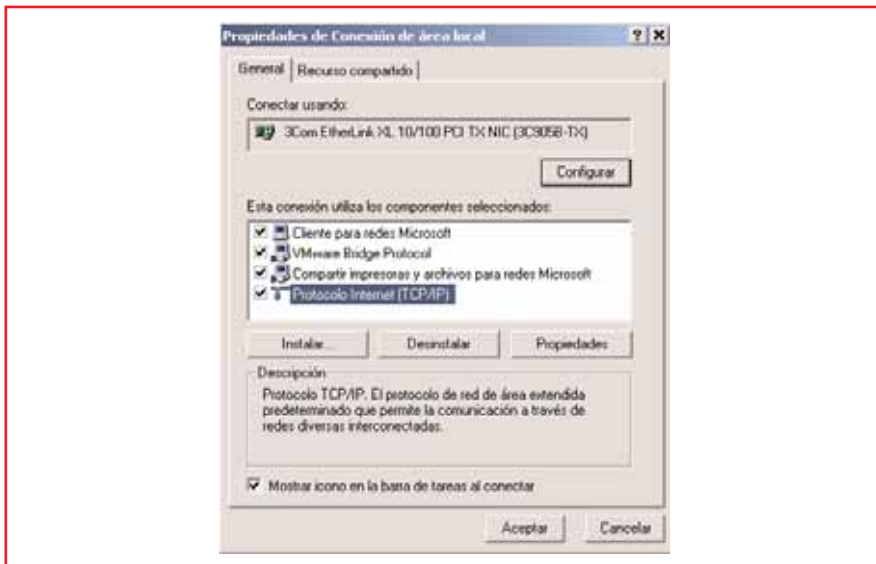 Propiedades de Conexión de área local
General Recurso compartido
Conectar usando:
3Com EtherLink XL 10/100 PCI TX NIC (3C905B-TX)
Configurar
Esta conexión utiliza los componentes seleccionados:
Cliente para redes Microsoft
VMware Bridge Protocol
Compartir impresoras y archivos para redes Microsoft
Protocolo Internet (TCP/IP)
Instalar... Desinstalar Propiedades
Descripción
Protocolo TCP/IP. El protocolo de red de área extendida
predeterminado que permite la comunicación a través de
redes diversas interconectadas.
Mostrar icono en la barra de tareas al conectar
Aceptar Cancelar